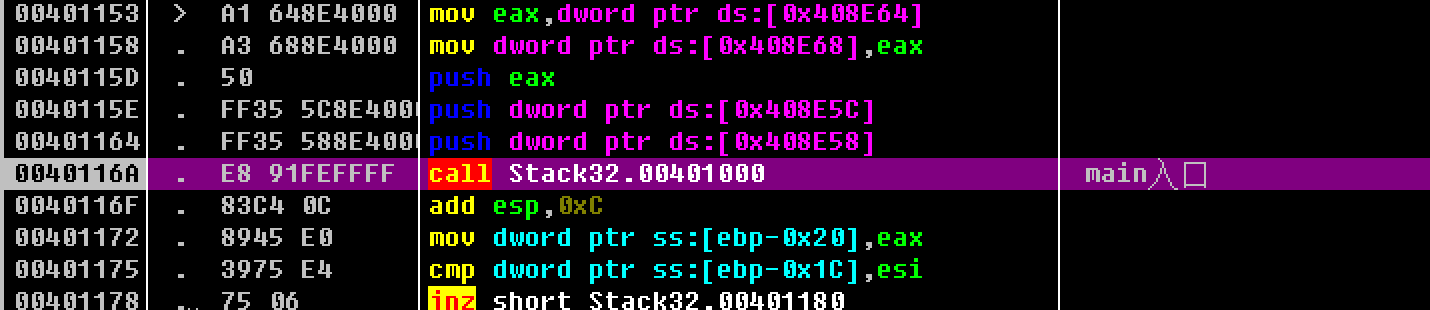 00401153 > A1 648E4000 mov eax,dword ptr ds:[0x408E64]
00401158 . A3 688E4000 mov dword ptr ds:[0x408E68],eax
0040115D . 50 push eax
0040115E . FF35 5C8E400 push dword ptr ds:[0x408E5C]
00401164 . FF35 588E400 push dword ptr ds:[0x408E58]
0040116A . E8 91FEFFFF call Stack32.00401000 main入口
0040116F . 83C4 0C add esp,0xC
00401172 . 8945 E0 mov dword ptr ss:[ebp-0x20],eax
00401175 . 3975 E4 cmp dword ptr ss:[ebp-0x1C],esi
00401178 .. 75 06 jnz short Stack32.00401180